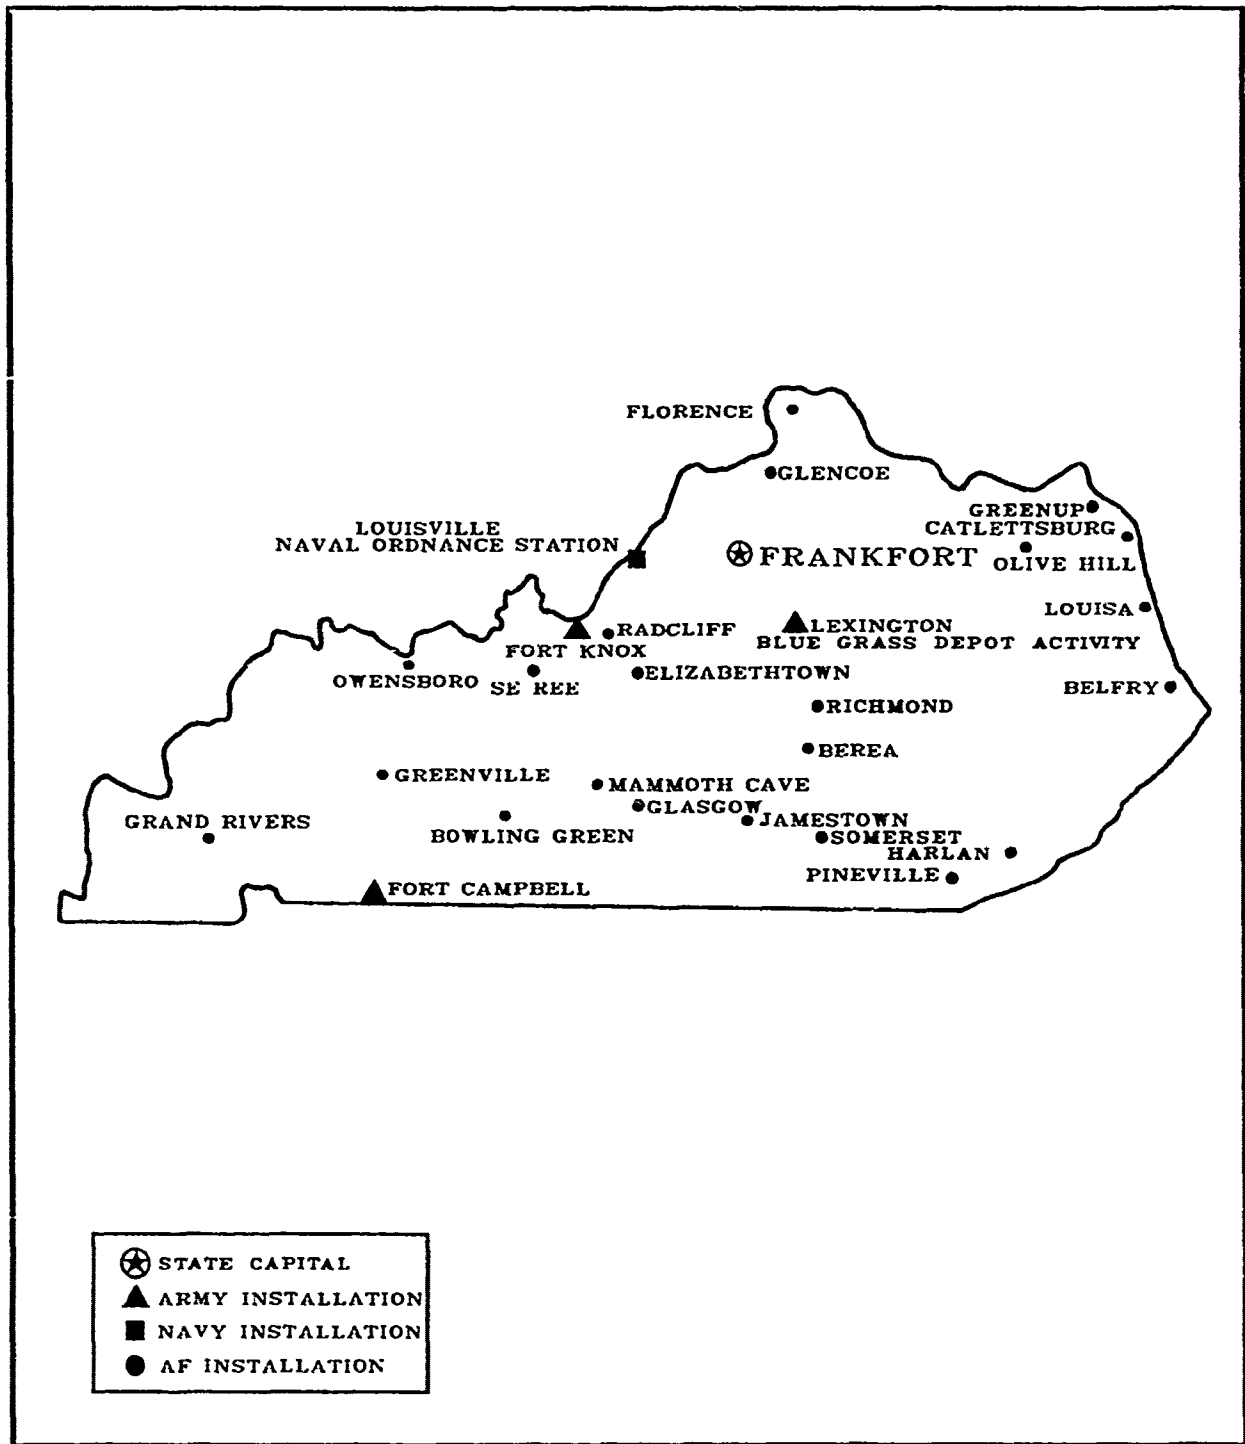 FLORENCE
GLENCOE
GREENUP
LOUISVILLE
CATLETTSBURG
NAVAL ORDNANCE STATION
FRANKFORT
OLIVE HILL
LOUISA
RADCLIFF
LEXINGTON
BLUE GRASS DEPOT ACTIVITY
FORT KNOX
ELIZABETHTOWN
OWENSBORO
SE REE
BELFRY
RICHMOND
BEREA
GREENVILLE
MAMMOTH CAVE
GLASGOW
GRAND RIVERS
JAMESTOWN
BOWLING GREEN
SOMERSET
HARLAN
PINEVILLE
FORT CAMPBELL
STATE CAPITAL
ARMY INSTALLATION
NAVY INSTALLATION
AF INSTALLATION